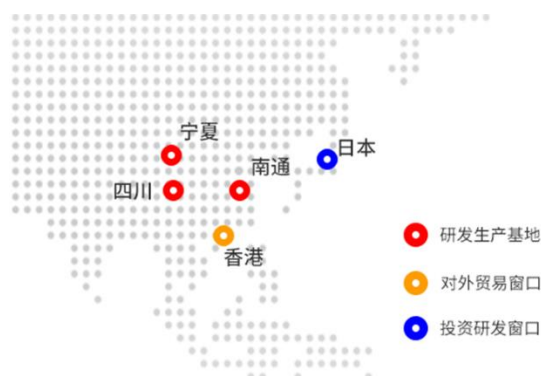 宁夏
日本
南通
四川
研发生产基地
香港
对外贸易窗口
投资研发窗口